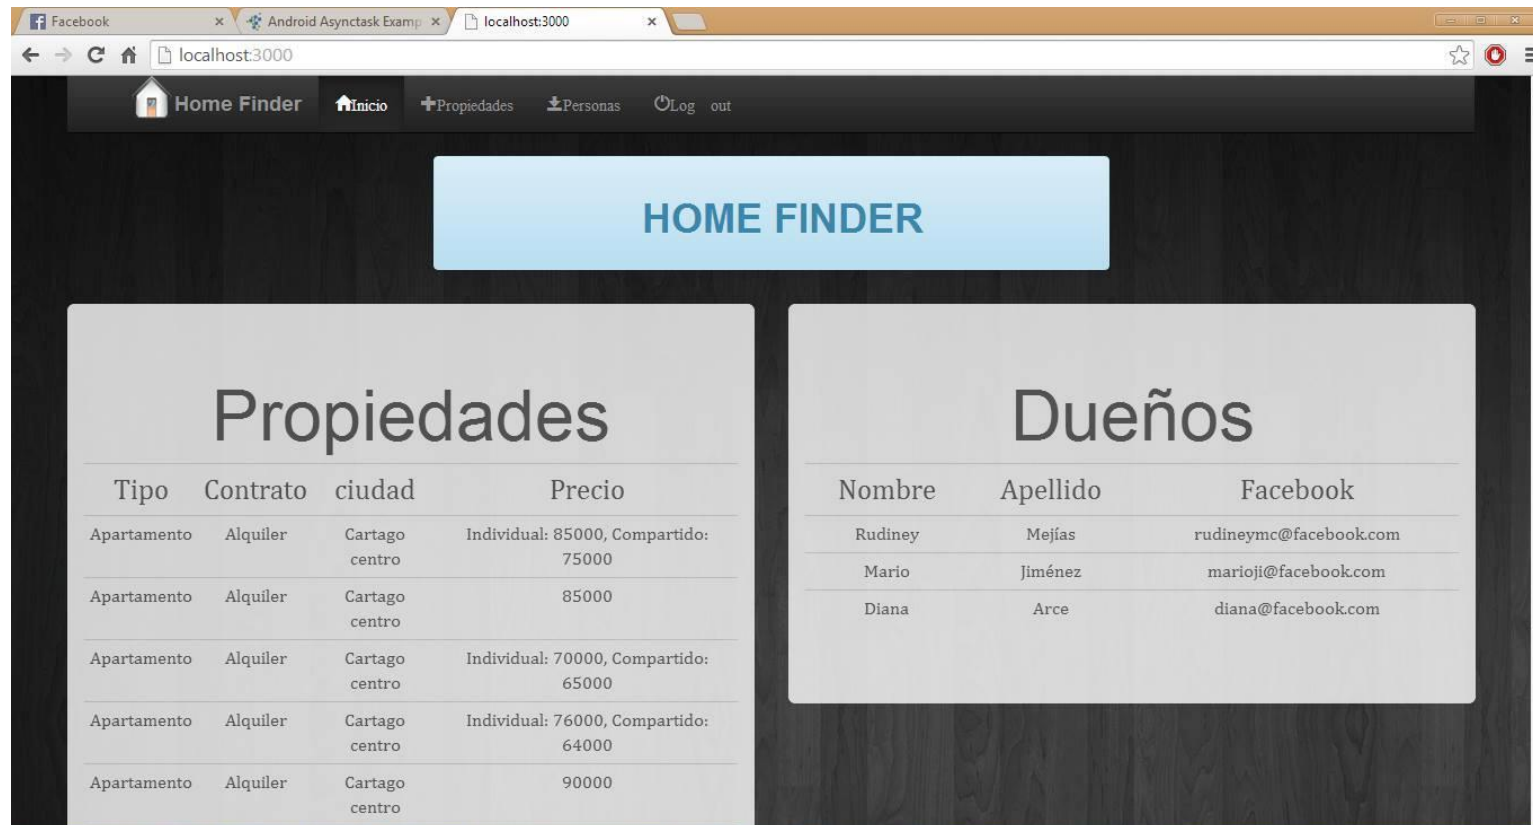 Facebook
Android Asynctask Examp
localhost:3000
localhost:3000
Home Finder Inicio Propiedades Personas Log out
HOME FINDER
Propiedades
Tipo Contrato ciudad Precio
Apartamento Alquiler Cartago Individual: 85000, Compartido:
centro 75000
Apartamento Alquiler Cartago 85000
centro
Apartamento Alquiler Cartago Individual: 70000, Compartido:
centro 65000
Apartamento Alquiler Cartago Individual: 76000, Compartido:
centro 64000
Apartamento Alquiler Cartago 90000
centro
Dueños
Nombre Apellido Facebook
Rudiney Mejías rudineymc@facebook.com
Mario Jiménez marioji@facebook.com
Diana Arce diana@facebook.com